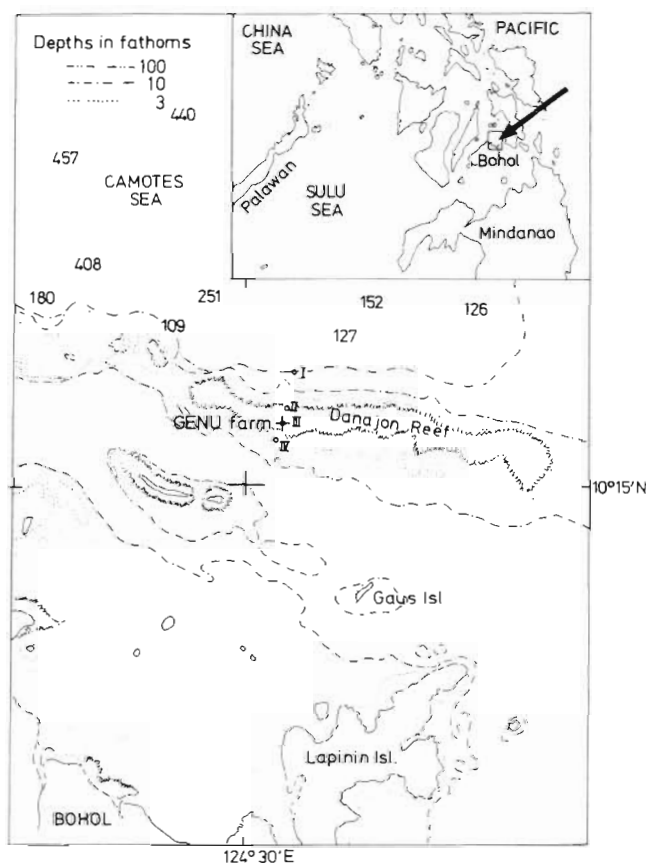 Depths in fathoms
100
10
3
440
457
CAMOTES
SEA
408
180
251
152
126
109
127
CHINA
SEA
PACIFIC
Palawan
SULU
SEA
Bohol
Mindanao
I
II
GENU farm
III
Danajon Reef
IV
10°15'N
Gaus Isl
Lapinin Isl.
BOHOL
124°30'E